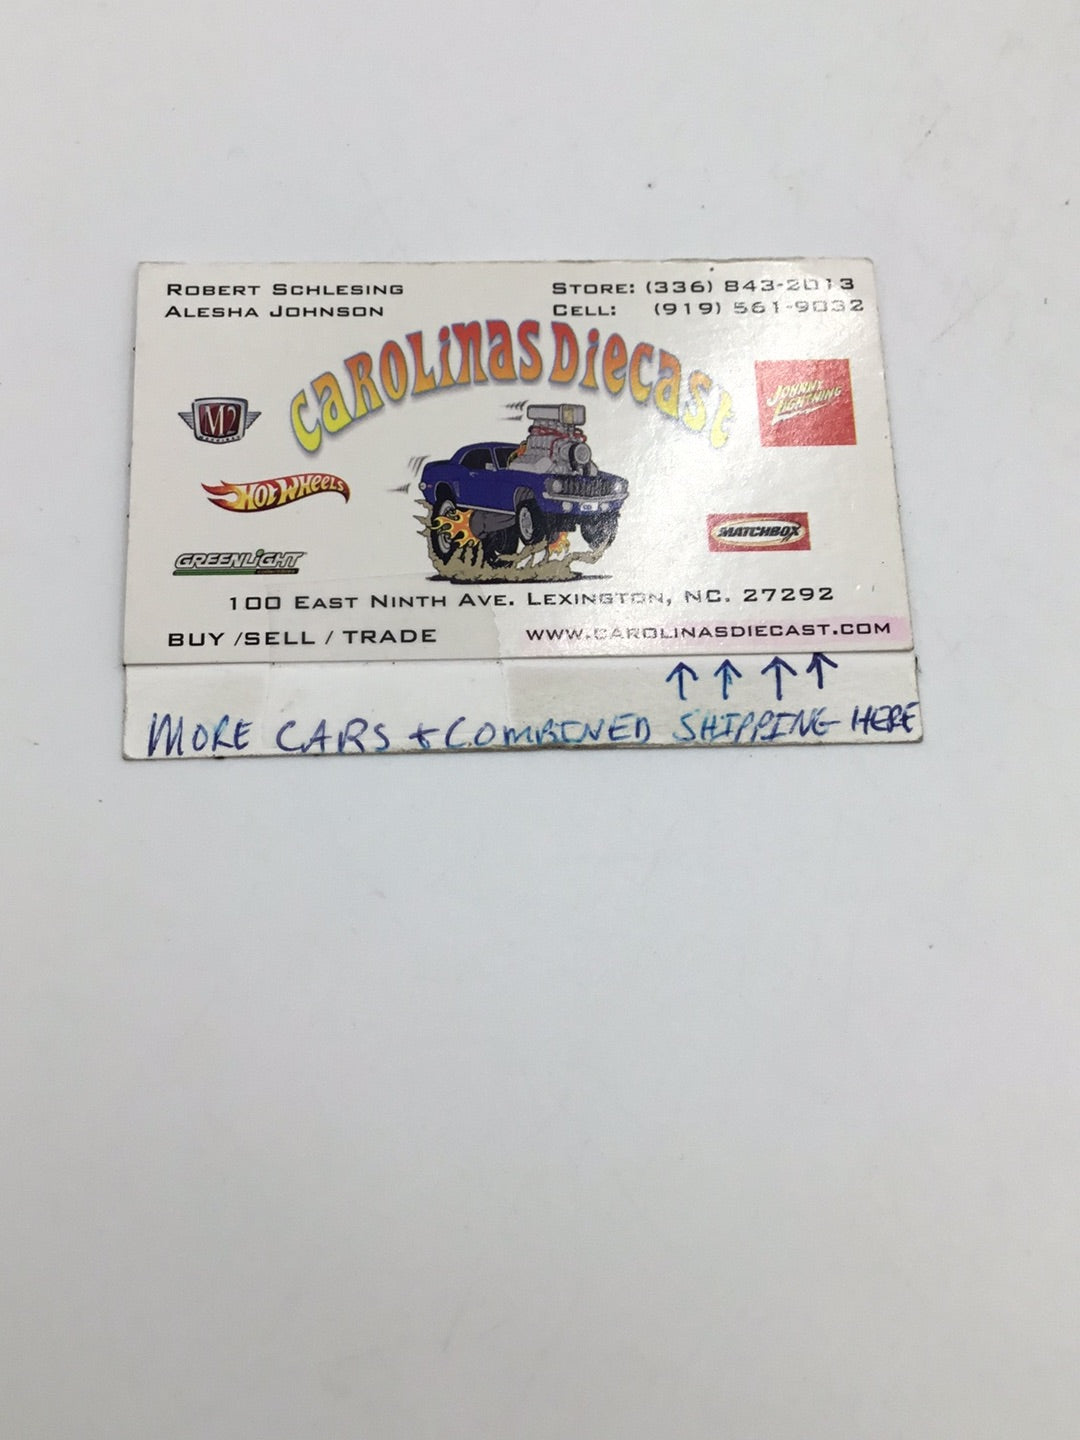 ROBERT SCHLESING
ALESHA JOHNSON
STORE: (336) 843-2013
CELL: (919) 561-9032
CAROLINAS DIECAST
M2
JOHNNY
LIGHTNING
HOT WHEELS
MATCHBOX
GREENLIGHT
100 EAST NINTH AVE. LEXINGTON, NC. 27292
BUY /SELL / TRADE
WWW.CAROLINASDIECAST.COM
MORE CARS + COMBINED SHIPPING HERE